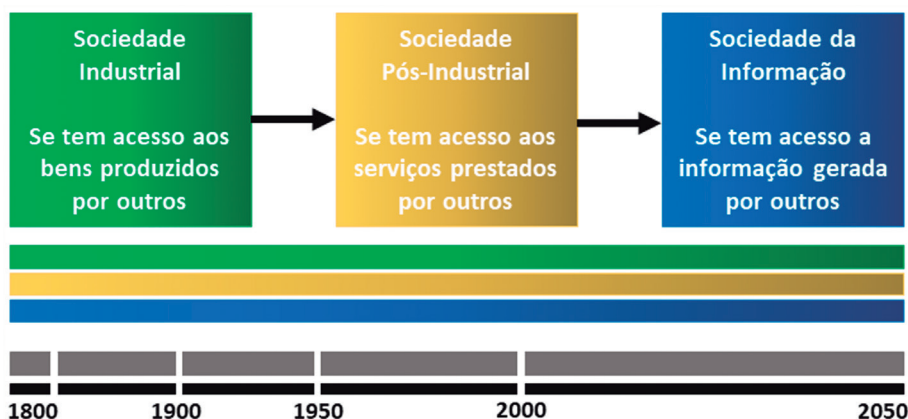 Sociedade
Industrial
Se tem acesso aos
bens produzidos
por outros
Sociedade
Pós-Industrial
Se tem acesso aos
serviços prestados
por outros
Sociedade da
Informação
Se tem acesso a
informação gerada
por outros
1800 1900 1950 2000 2050